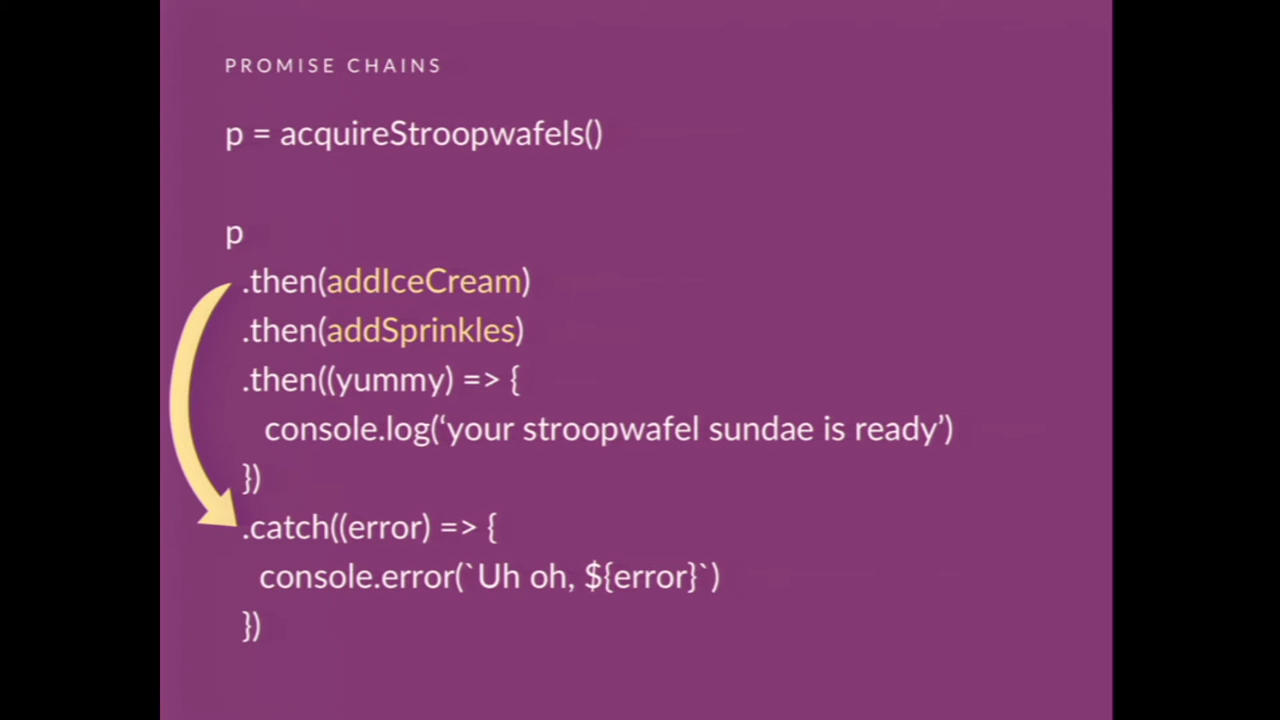 PROMISE CHAINS
p = acquireStroopwafels()
p
.then(addIceCream)
.then(addSprinkles)
.then((yummy) => {
console.log(‘your stroopwafel sundae is ready’)
})
.catch((error) => {
console.error(`Uh oh, ${error}`)
})